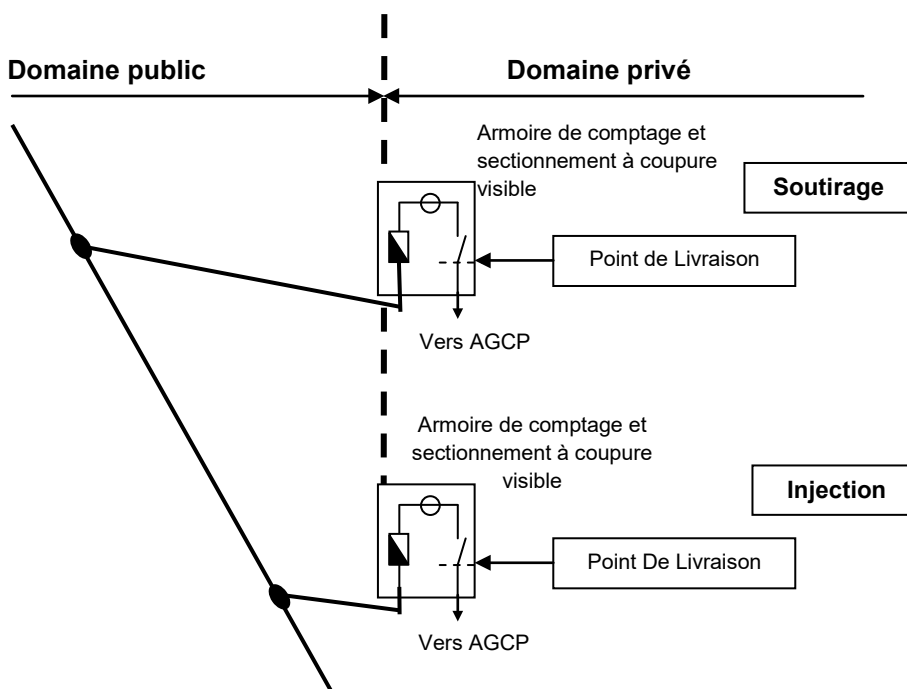 Domaine public
Domaine privé
Armoire de comptage et
sectionnement à coupure
visible
Soutirage
Point de Livraison
Vers AGCP
Armoire de comptage et
sectionnement à coupure
visible
Injection
Point De Livraison
Vers AGCP